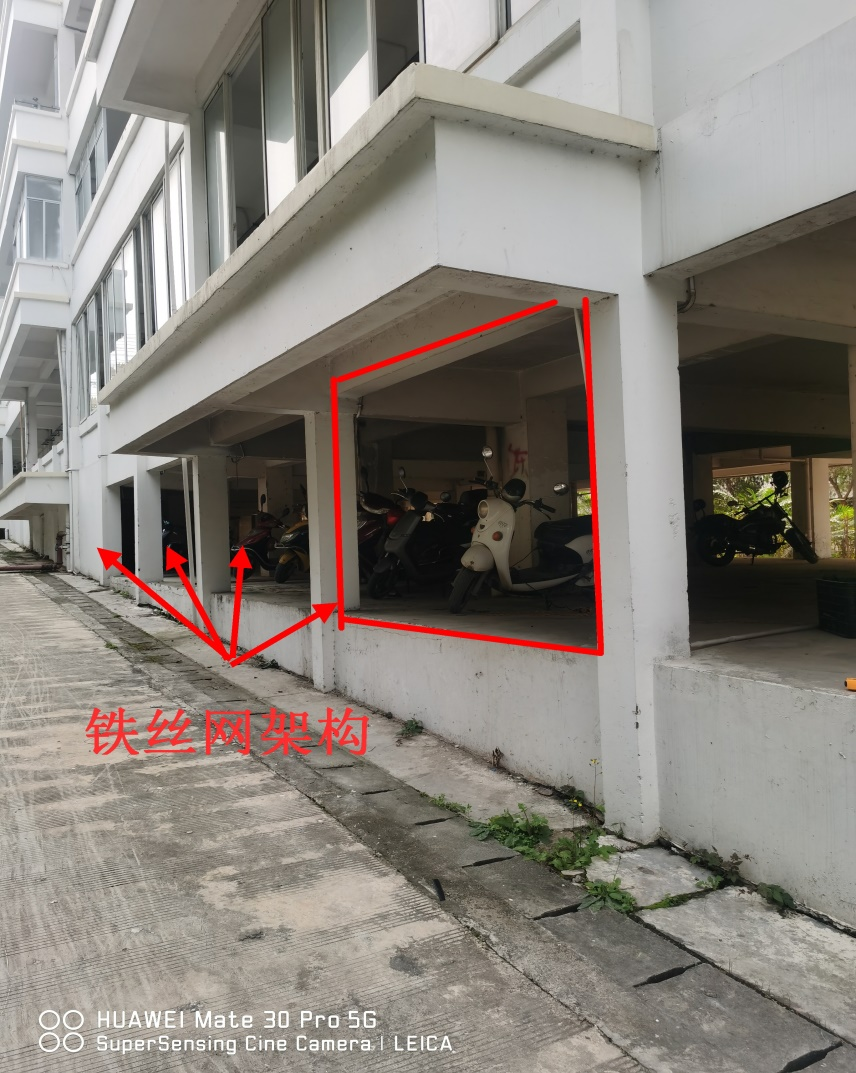 铁丝网架构
HUAWEI Mate 30 Pro 5G
SuperSensing Cine Camera | LEICA